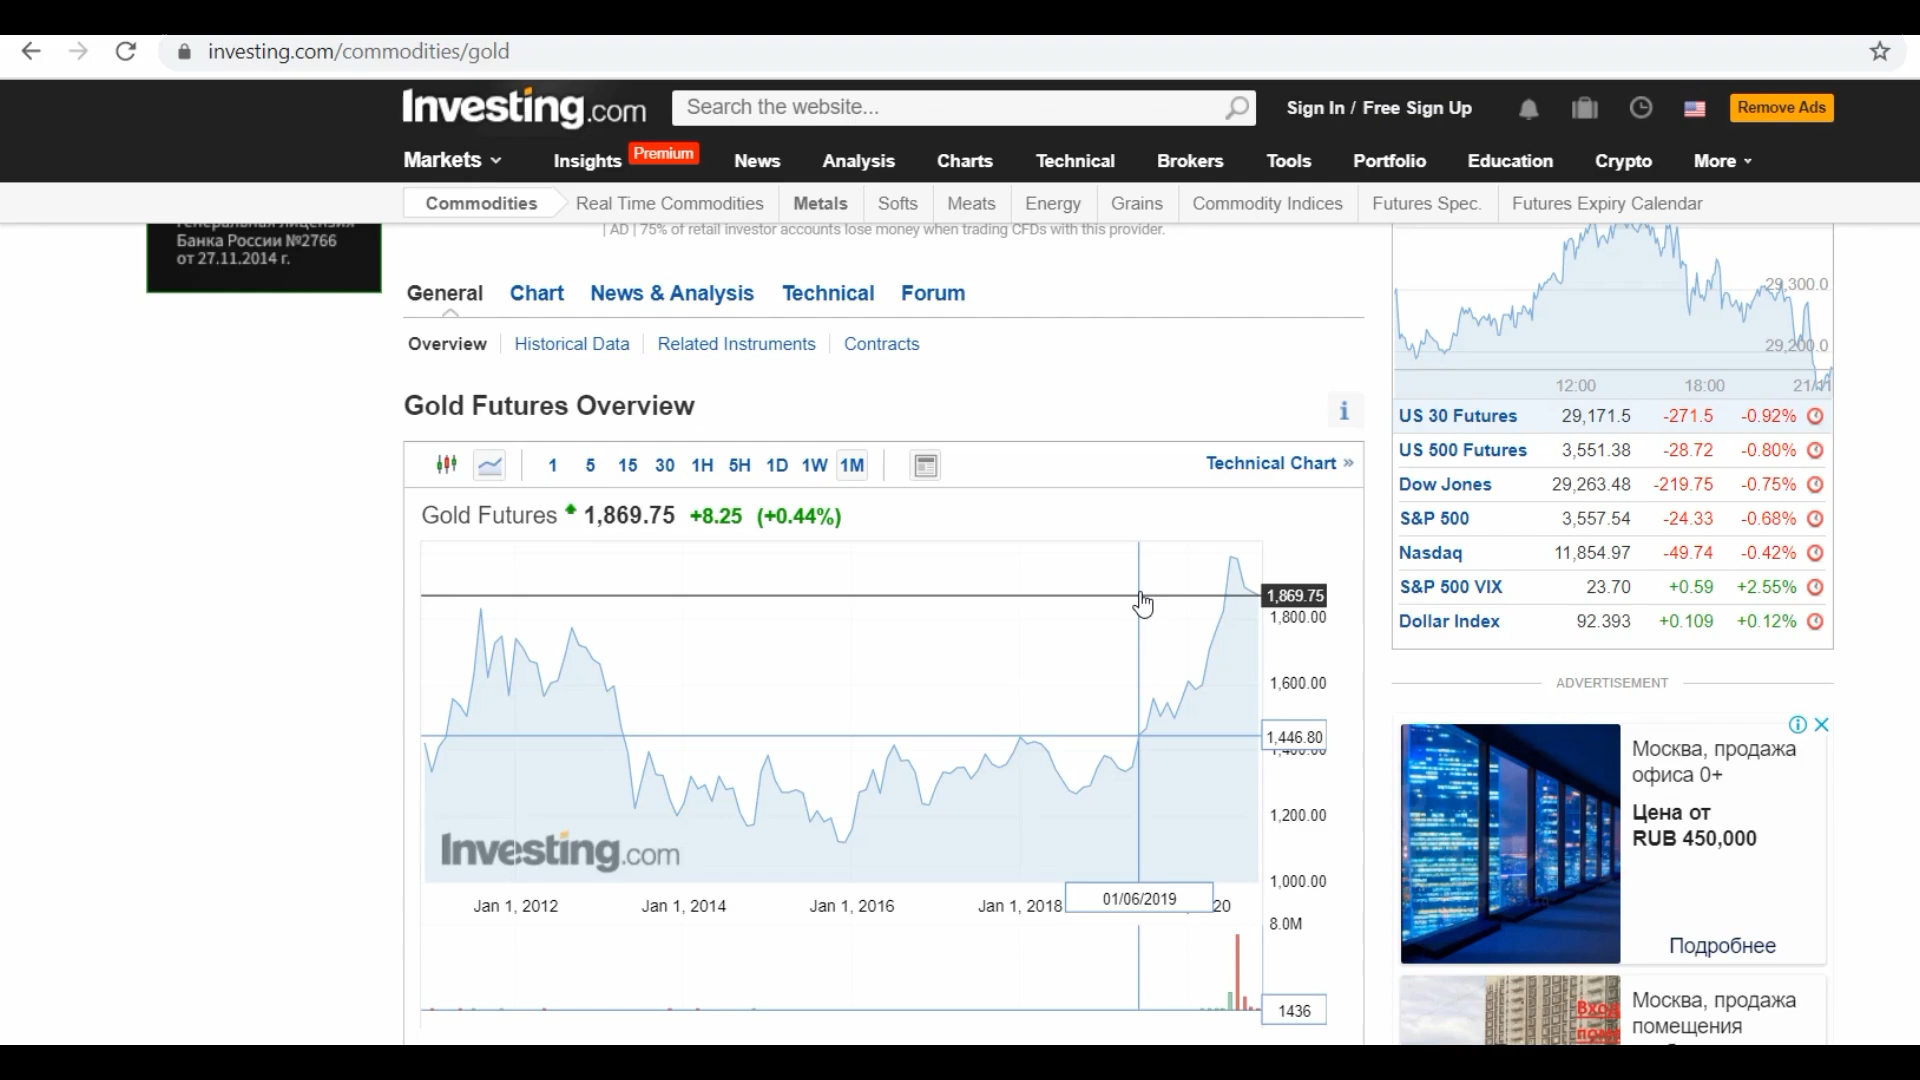 investing.com/commodities/gold
Investing.com
Search the website...
Sign In / Free Sign Up
Remove Ads
Markets
Insights
Premium
News
Analysis
Charts
Technical
Brokers
Tools
Portfolio
Education
Crypto
More
Commodities
Real Time Commodities
Metals
Softs
Meats
Energy
Grains
Commodity Indices
Futures Spec.
Futures Expiry Calendar
Генеральная лицензия
Банка России №2766
от 27.11.2014 г.
| AD | 75% of retail investor accounts lose money when trading CFDs with this provider.
General
Chart
News & Analysis
Technical
Forum
Overview
Historical Data
Related Instruments
Contracts
Gold Futures Overview
i
1 5 15 30 1H 5H 1D 1W 1M
Technical Chart »
Gold Futures 1,869.75 +8.25 (+0.44%)
1,869.75
1,800.00
1,600.00
1,446.80
1,400.00
1,200.00
1,000.00
Investing.com
Jan 1, 2012
Jan 1, 2014
Jan 1, 2016
Jan 1, 2018
01/06/2019
20
8.0M
1436
29,300.0
29,200.0
12:00
18:00
21/11
US 30 Futures 29,171.5 -271.5 -0.92%
US 500 Futures 3,551.38 -28.72 -0.80%
Dow Jones 29,263.48 -219.75 -0.75%
S&P 500 3,557.54 -24.33 -0.68%
Nasdaq 11,854.97 -49.74 -0.42%
S&P 500 VIX 23.70 +0.59 +2.55%
Dollar Index 92.393 +0.109 +0.12%
ADVERTISEMENT
Москва, продажа
офиса 0+
Цена от
RUB 450,000
Подробнее
Москва, продажа
помещения
Вход